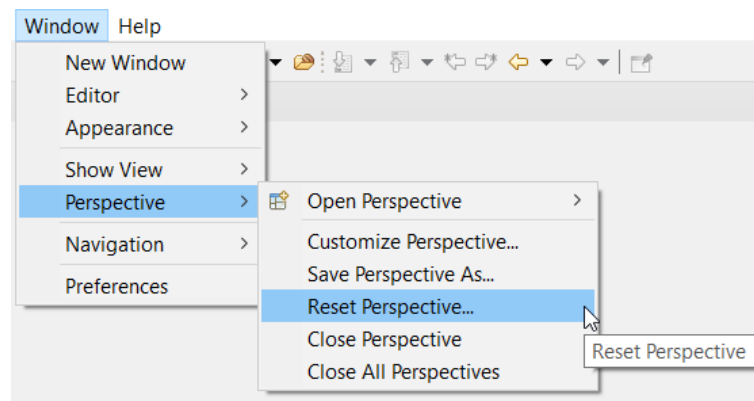 Window Help
New Window
Editor
Appearance
Show View
Perspective
Navigation
Preferences
Open Perspective
Customize Perspective...
Save Perspective As...
Reset Perspective...
Close Perspective
Close All Perspectives
Reset Perspective